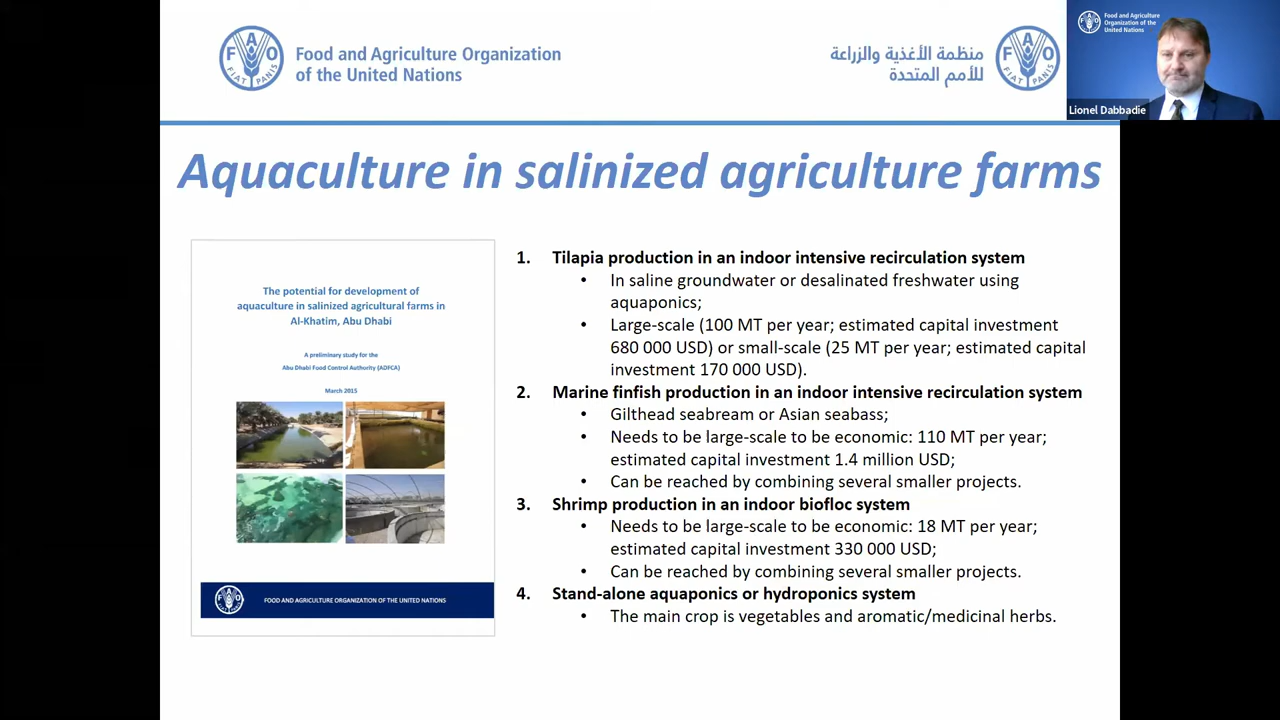 Food and Agriculture Organization
of the United Nations
منظمة الأغذية والزراعة
للأمم المتحدة
F A O
FIAT PANIS
F A O
FIAT PANIS
Food and Agriculture
Organization of the
United Nations
Lionel Dabbadie
Aquaculture in salinized agriculture farms
The potential for development of
aquaculture in salinized agricultural farms in
Al-Khatim, Abu Dhabi
A preliminary study for the
Abu Dhabi Food Control Authority (ADFCA)
March 2015
FOOD AND AGRICULTURE ORGANIZATION OF THE UNITED NATIONS
1. Tilapia production in an indoor intensive recirculation system
• In saline groundwater or desalinated freshwater using
aquaponics;
• Large-scale (100 MT per year; estimated capital investment
680 000 USD) or small-scale (25 MT per year; estimated capital
investment 170 000 USD).
2. Marine finfish production in an indoor intensive recirculation system
• Gilthead seabream or Asian seabass;
• Needs to be large-scale to be economic: 110 MT per year;
estimated capital investment 1.4 million USD;
• Can be reached by combining several smaller projects.
3. Shrimp production in an indoor biofloc system
• Needs to be large-scale to be economic: 18 MT per year;
estimated capital investment 330 000 USD;
• Can be reached by combining several smaller projects.
4. Stand-alone aquaponics or hydroponics system
• The main crop is vegetables and aromatic/medicinal herbs.